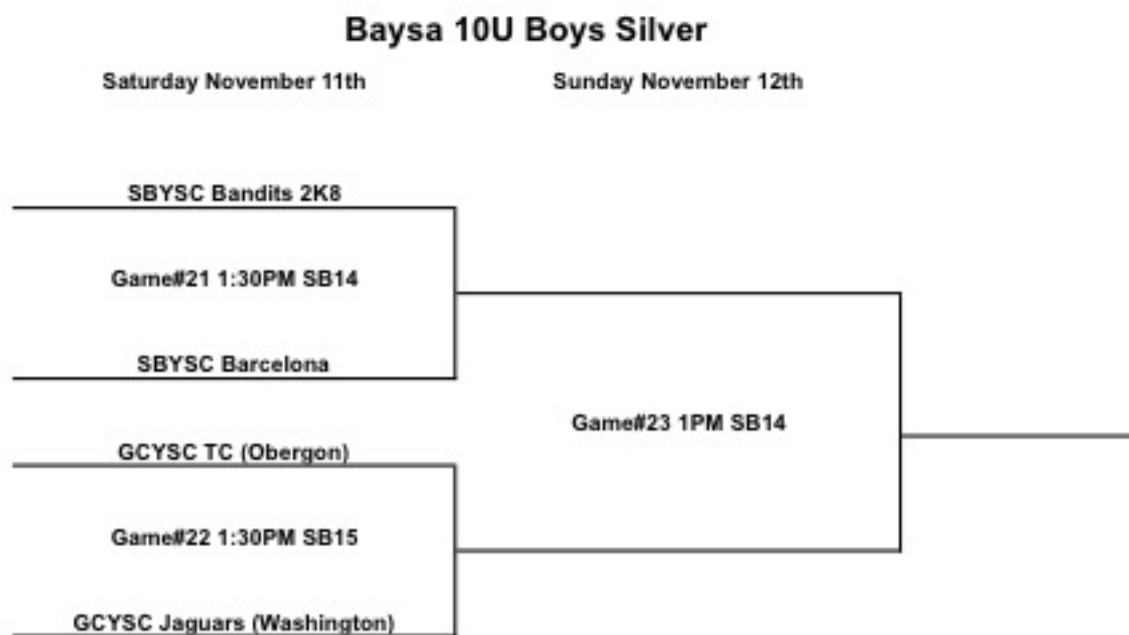 Baysa 10U Boys Silver
Saturday November 11th
Sunday November 12th
SBYSC Bandits 2K8
Game#21 1:30PM SB14
SBYSC Barcelona
Game#23 1PM SB14
GCYSC TC (Obergon)
Game#22 1:30PM SB15
GCYSC Jaguars (Washington)